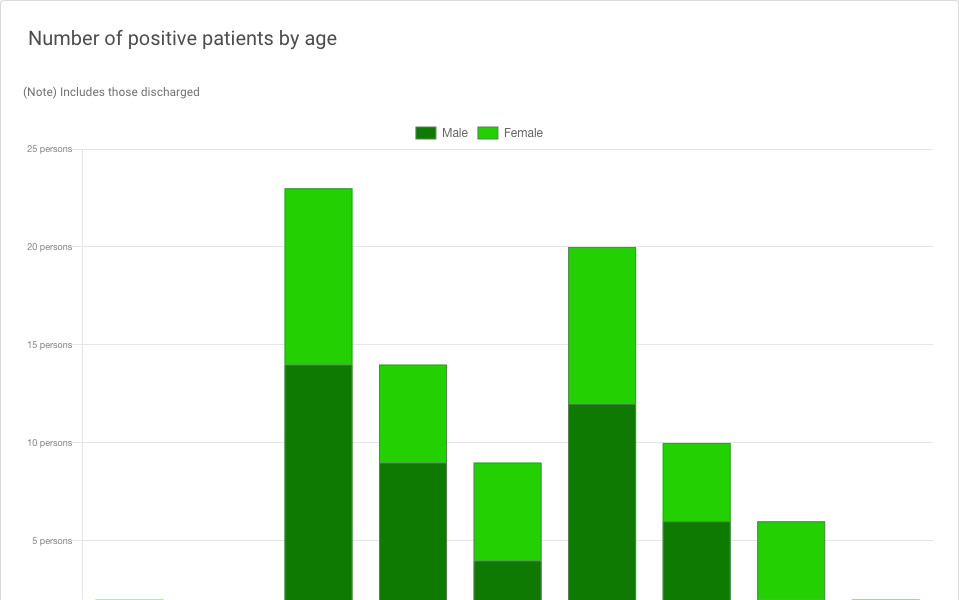 Number of positive patients by age
(Note) Includes those discharged
Male Female
25 persons
20 persons
15 persons
10 persons
5 persons